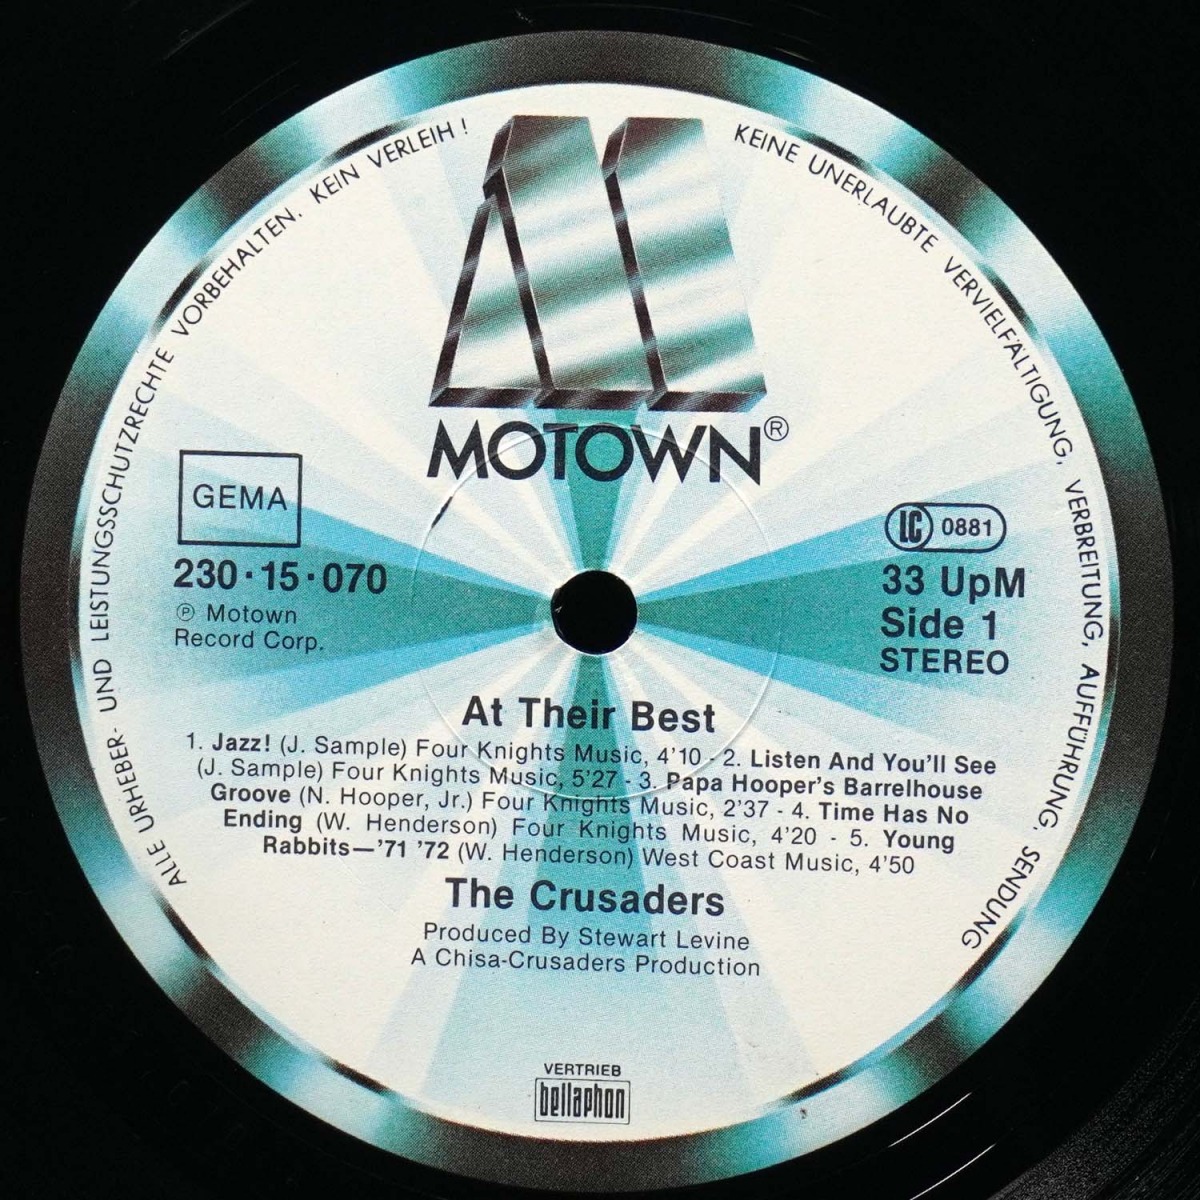 ALLE URHEBER- UND LEISTUNGSSCHUTZRECHTE VORBEHALTEN. KEIN VERLEIH!
KEINE UNERLAUBTE VERVIELFÄLTIGUNG, VERBREITUNG, AUFFÜHRUNG, SENDUNG
MOTOWN®
GEMA
230·15·070
℗ Motown
Record Corp.
LC 0881
33 UpM
Side 1
STEREO
At Their Best
1. Jazz! (J. Sample) Four Knights Music, 4'10 - 2. Listen And You'll See
(J. Sample) Four Knights Music, 5'27 - 3. Papa Hooper's Barrelhouse
Groove (N. Hooper, Jr.) Four Knights Music, 2'37 - 4. Time Has No
Ending (W. Henderson) Four Knights Music, 4'20 - 5. Young
Rabbits—'71 '72 (W. Henderson) West Coast Music, 4'50
The Crusaders
Produced By Stewart Levine
A Chisa-Crusaders Production
VERTRIEB
bellaphon